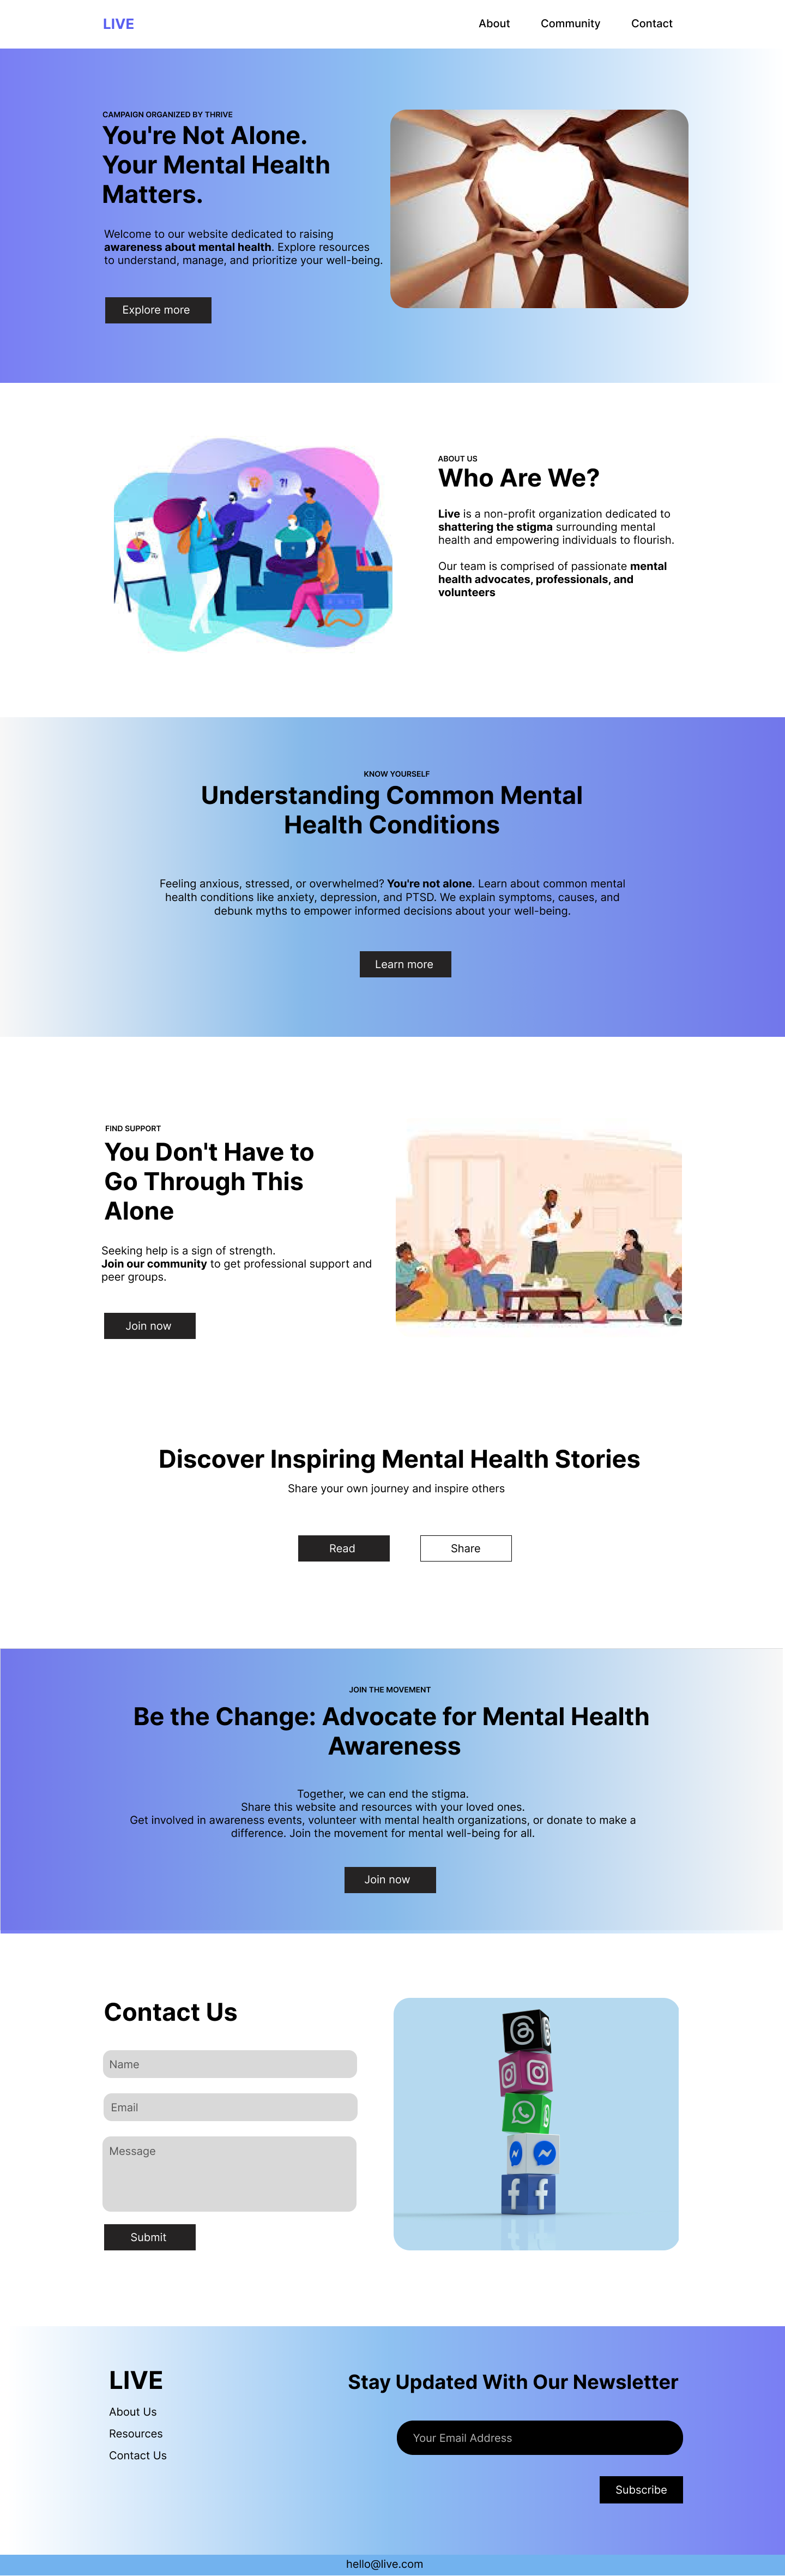 LIVE
About
Community
Contact
CAMPAIGN ORGANIZED BY THRIVE
You're Not Alone.
Your Mental Health
Matters.
Welcome to our website dedicated to raising
awareness about mental health. Explore resources
to understand, manage, and prioritize your well-being.
Explore more
?!
ABOUT US
Who Are We?
Live is a non-profit organization dedicated to
shattering the stigma surrounding mental
health and empowering individuals to flourish.
Our team is comprised of passionate mental
health advocates, professionals, and
volunteers
KNOW YOURSELF
Understanding Common Mental
Health Conditions
Feeling anxious, stressed, or overwhelmed? You're not alone. Learn about common mental
health conditions like anxiety, depression, and PTSD. We explain symptoms, causes, and
debunk myths to empower informed decisions about your well-being.
Learn more
FIND SUPPORT
You Don't Have to
Go Through This
Alone
Seeking help is a sign of strength.
Join our community to get professional support and
peer groups.
Join now
Discover Inspiring Mental Health Stories
Share your own journey and inspire others
Read
Share
JOIN THE MOVEMENT
Be the Change: Advocate for Mental Health
Awareness
Together, we can end the stigma.
Share this website and resources with your loved ones.
Get involved in awareness events, volunteer with mental health organizations, or donate to make a
difference. Join the movement for mental well-being for all.
Join now
Contact Us
Name
Email
Message
Submit
LIVE
About Us
Resources
Contact Us
Stay Updated With Our Newsletter
Your Email Address
Subscribe
hello@live.com